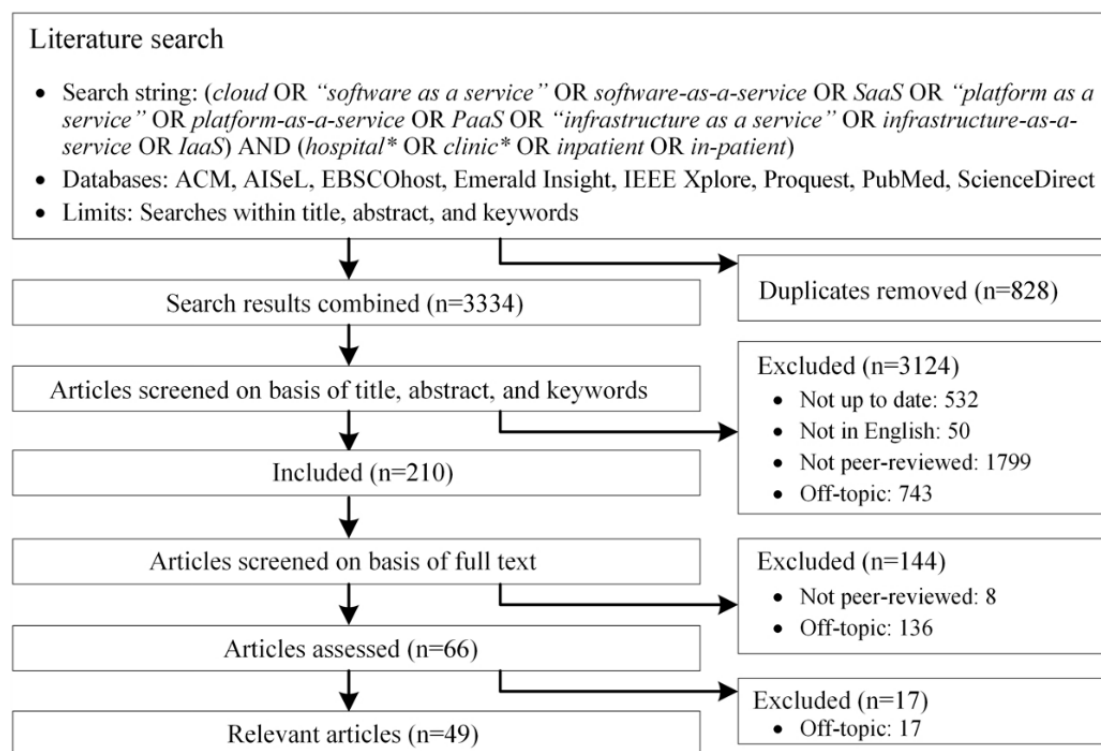 Literature search
• Search string: (cloud OR “software as a service” OR software-as-a-service OR SaaS OR “platform as a
service” OR platform-as-a-service OR PaaS OR “infrastructure as a service” OR infrastructure-as-a-
service OR IaaS) AND (hospital* OR clinic* OR inpatient OR in-patient)
• Databases: ACM, AISeL, EBSCOhost, Emerald Insight, IEEE Xplore, Proquest, PubMed, ScienceDirect
• Limits: Searches within title, abstract, and keywords
Duplicates removed (n=828)
Search results combined (n=3334)
Articles screened on basis of title, abstract, and keywords
Excluded (n=3124)
• Not up to date: 532
• Not in English: 50
• Not peer-reviewed: 1799
• Off-topic: 743
Included (n=210)
Articles screened on basis of full text
Excluded (n=144)
• Not peer-reviewed: 8
• Off-topic: 136
Articles assessed (n=66)
Excluded (n=17)
• Off-topic: 17
Relevant articles (n=49)